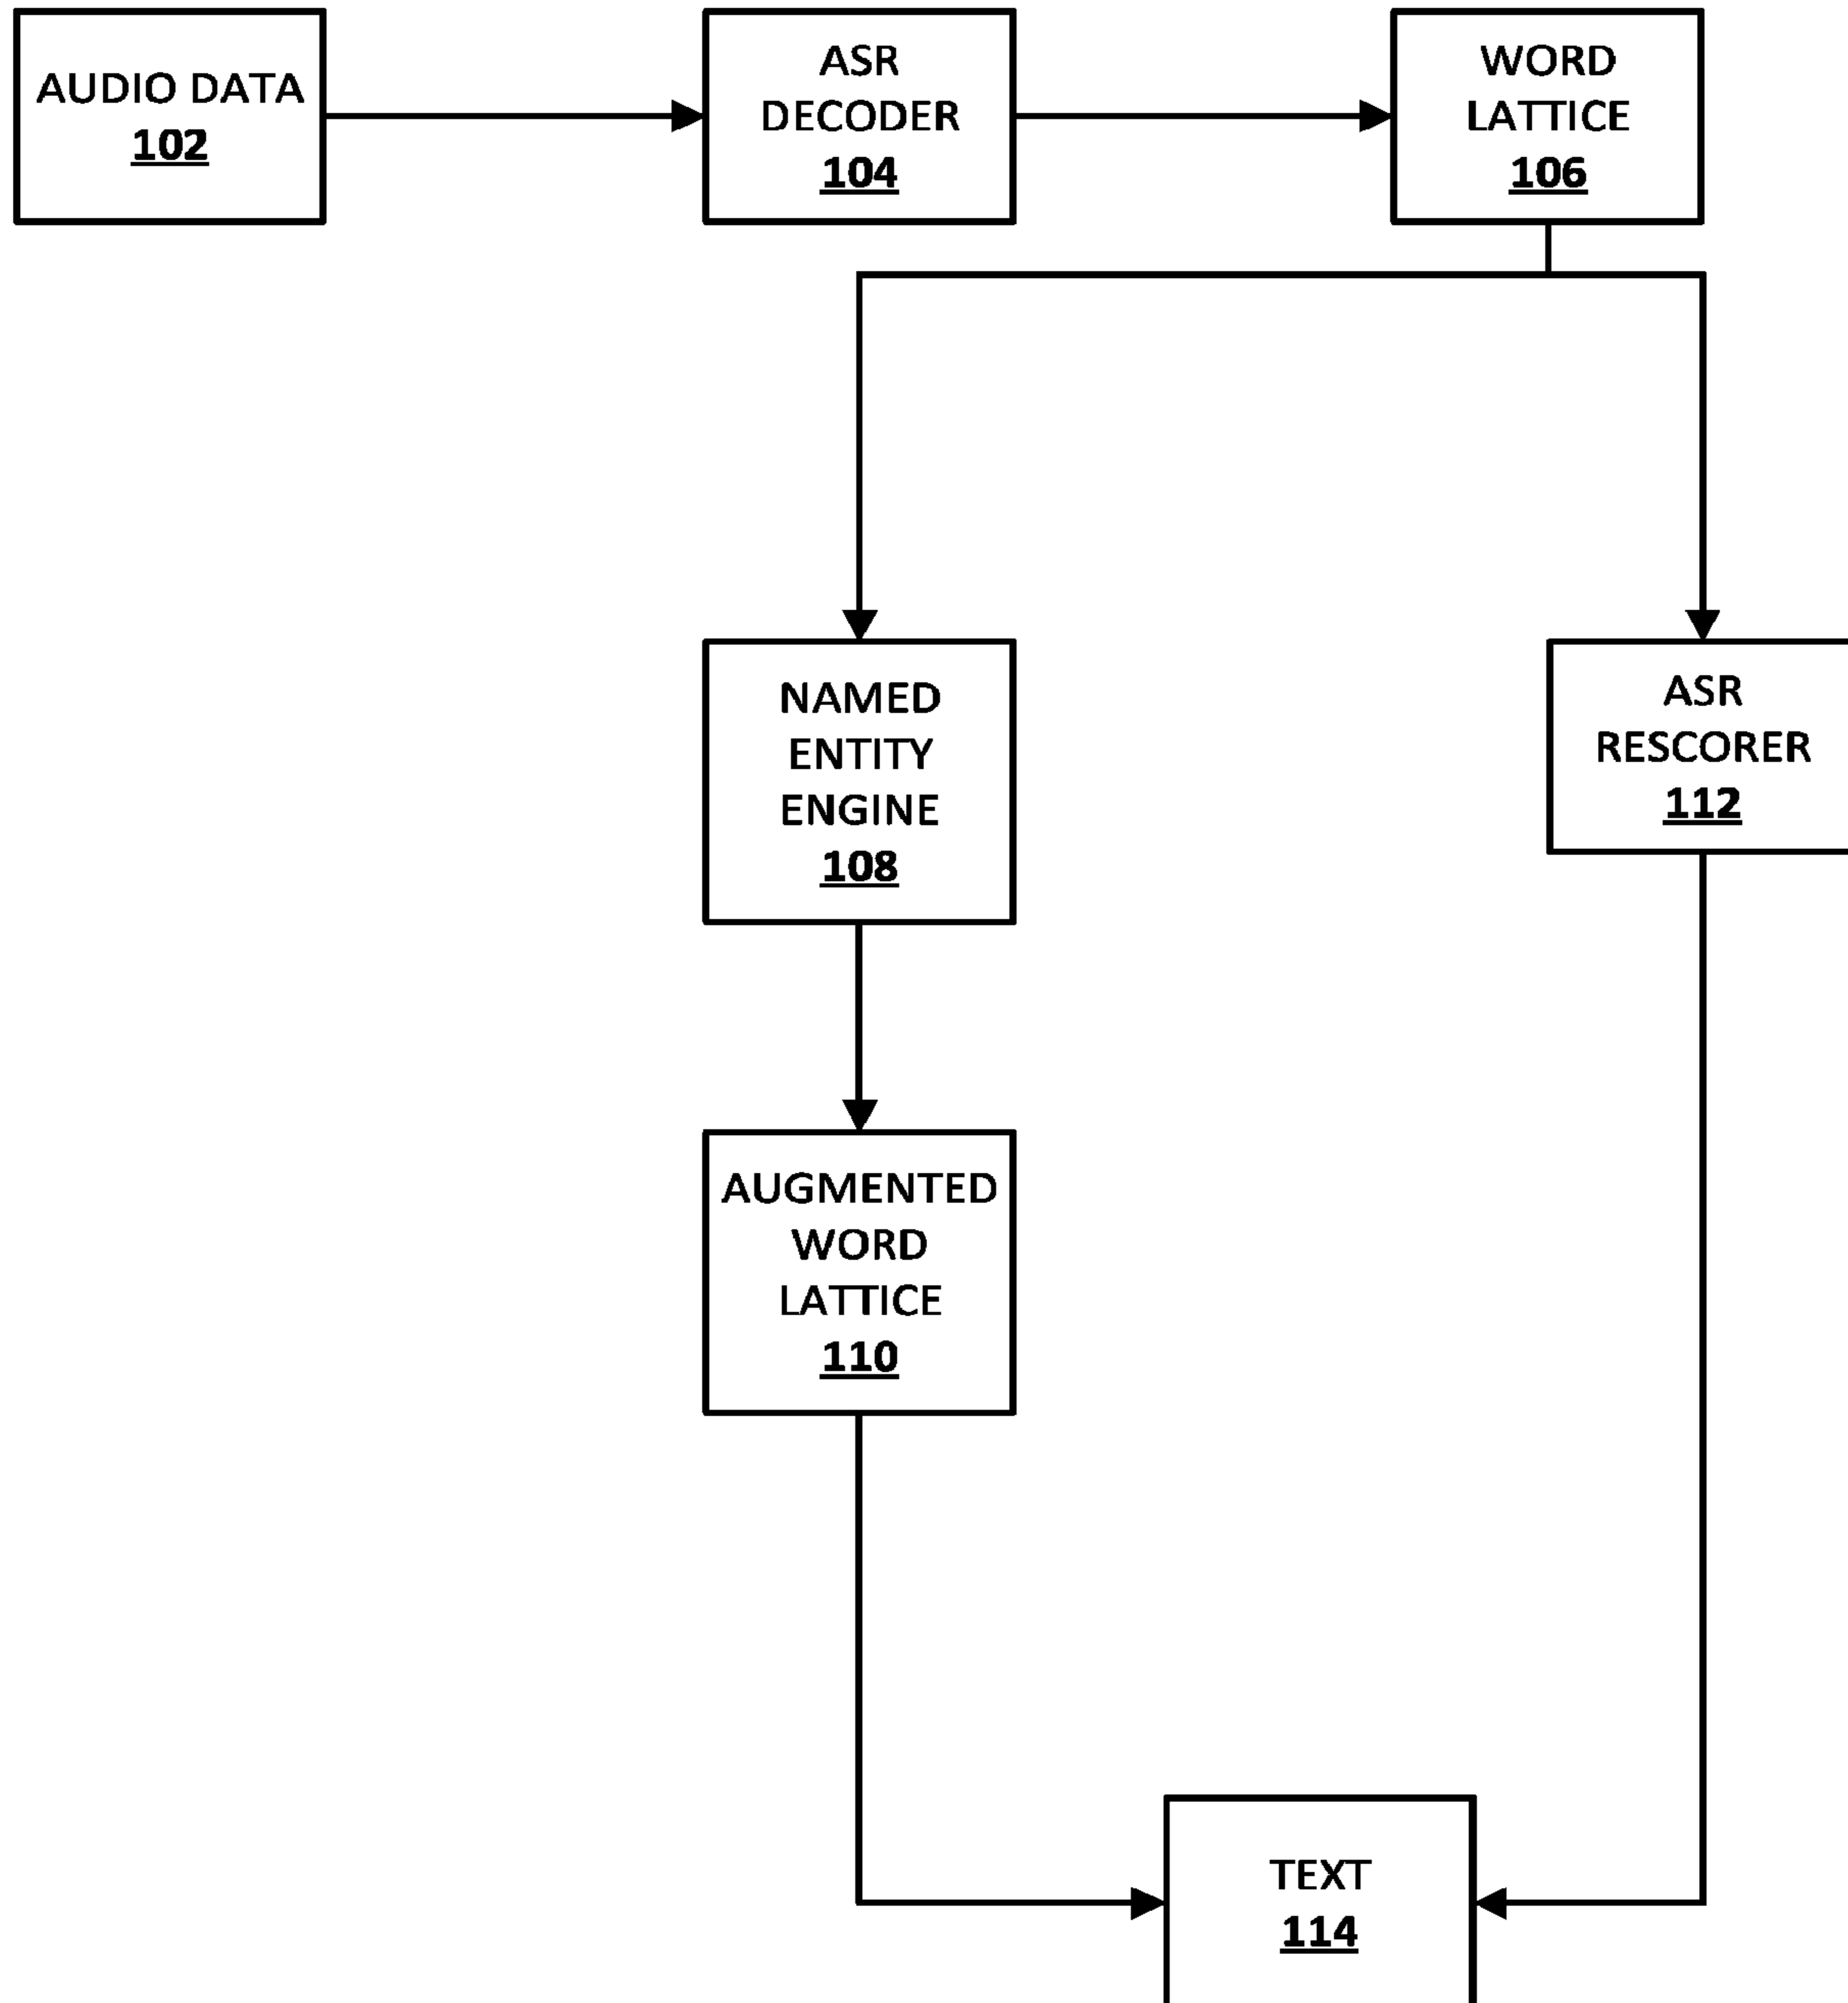 AUDIO DATA
102
ASR
DECODER
104
WORD
LATTICE
106
NAMED
ENTITY
ENGINE
108
ASR
RESCORER
112
AUGMENTED
WORD
LATTICE
110
TEXT
114